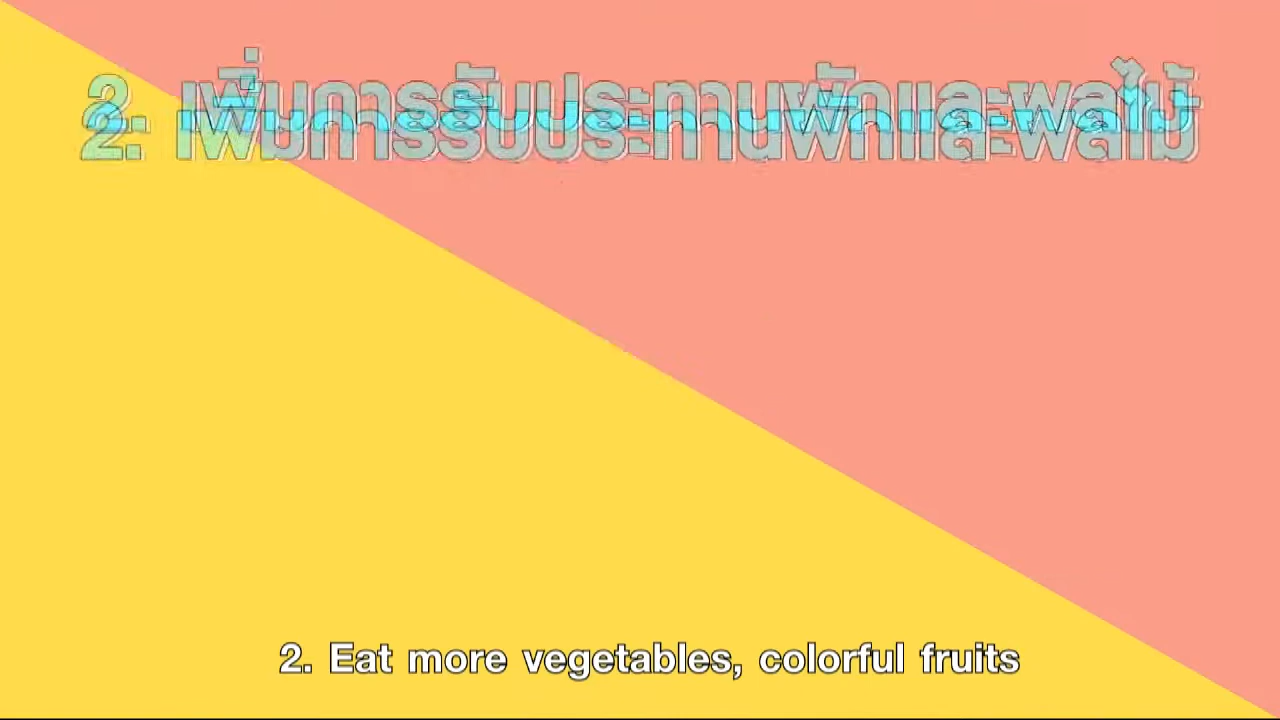 2. เพิ่มการรับประทานผักและผลไม้
2. Eat more vegetables, colorful fruits